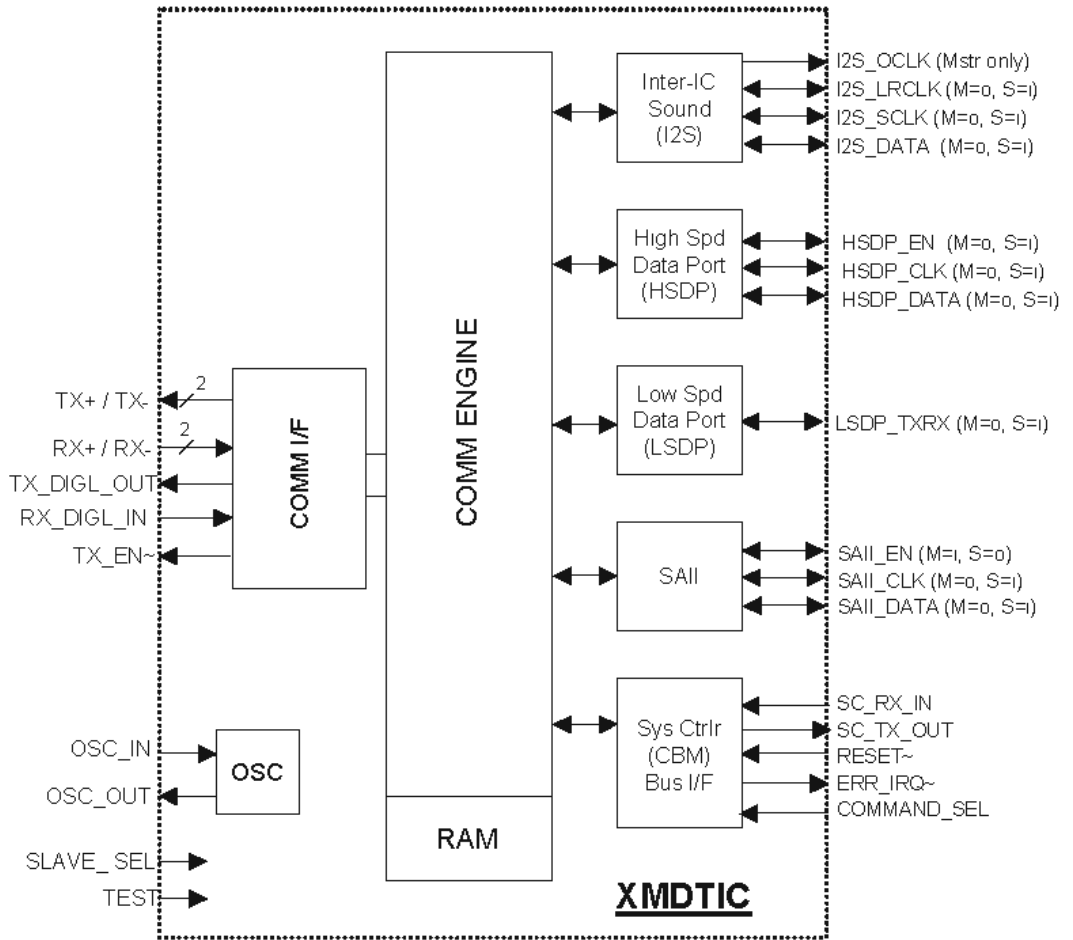 TX+ / TX-
2
RX+ / RX-
2
TX_DIGL_OUT
RX_DIGL_IN
TX_EN~
COMM I/F
OSC_IN
OSC_OUT
OSC
SLAVE_ SEL
TEST
COMM ENGINE
RAM
Inter-IC
Sound
(I2S)
I2S_OCLK (Mstr only)
I2S_LRCLK (M=o, S=ı)
I2S_SCLK (M=o, S=ı)
I2S_DATA (M=o, S=ı)
High Spd
Data Port
(HSDP)
HSDP_EN (M=o, S=ı)
HSDP_CLK (M=o, S=ı)
HSDP_DATA (M=o, S=ı)
Low Spd
Data Port
(LSDP)
LSDP_TXRX (M=o, S=ı)
SAII
SAII_EN (M=ı, S=o)
SAII_CLK (M=o, S=ı)
SAII_DATA (M=o, S=ı)
Sys Ctrlr
(CBM)
Bus I/F
SC_RX_IN
SC_TX_OUT
RESET~
ERR_IRQ~
COMMAND_SEL
XMDTIC